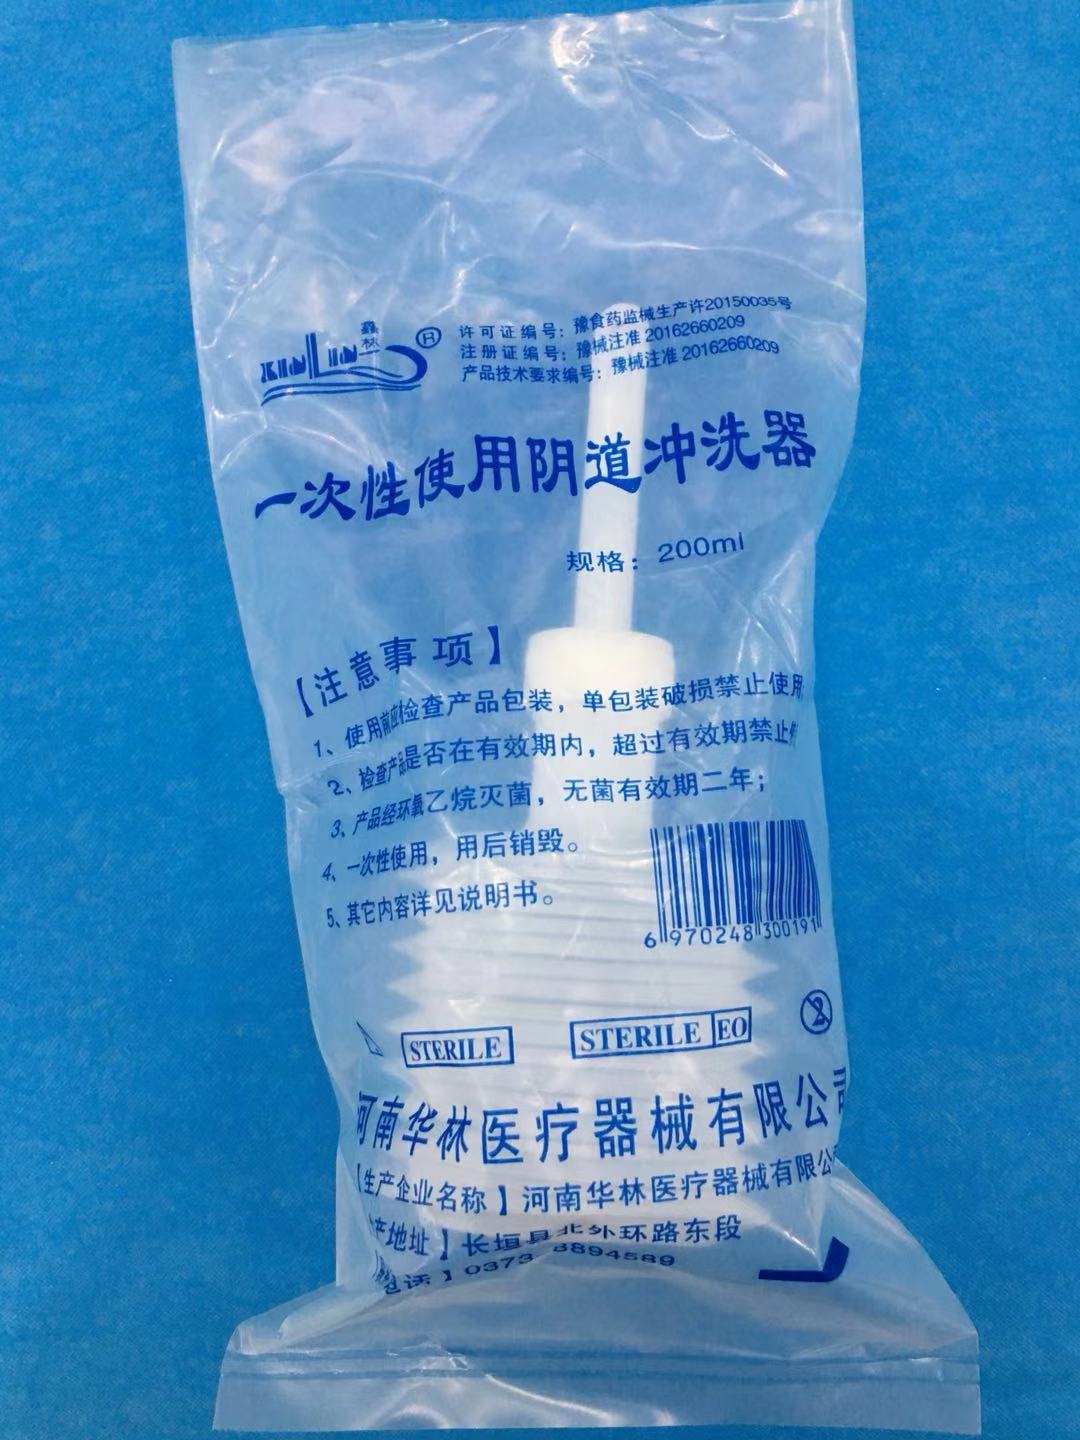 鑫林
XINLIN
®
许可证编号：豫食药监械生产许20150035号
注册证编号：豫械注准 20162660209
产品技术要求编号：豫械注准 20162660209
一次性使用阴道冲洗器
规格：200ml
【注意事项】
1、使用前应检查产品包装，单包装破损禁止使用
2、检查产品是否在有效期内，超过有效期禁止
3、产品经环氧乙烷灭菌，无菌有效期二年；
4、一次性使用，用后销毁。
5、其它内容详见说明书。
6 970248 300191
STERILE
STERILE EO
2
河南华林医疗器械有限公司
【生产企业名称】河南华林医疗器械有限公
产地址】长垣县北外环路东段
电话】0373 8894589